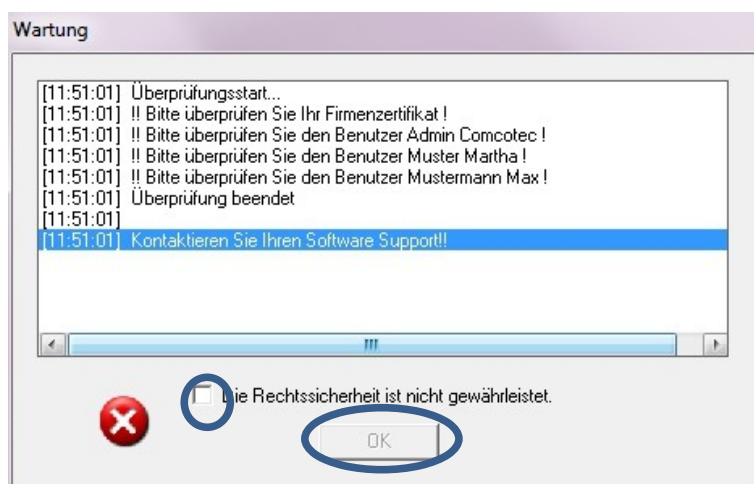 Wartung
[11:51:01] Überprüfungsstart...
[11:51:01] !! Bitte überprüfen Sie Ihr Firmenzertifikat !
[11:51:01] !! Bitte überprüfen Sie den Benutzer Admin Comcotec !
[11:51:01] !! Bitte überprüfen Sie den Benutzer Muster Martha !
[11:51:01] !! Bitte überprüfen Sie den Benutzer Mustermann Max !
[11:51:01] Überprüfung beendet
[11:51:01]
[11:51:01] Kontaktieren Sie Ihren Software Support!!
Die Rechtssicherheit ist nicht gewährleistet.
OK